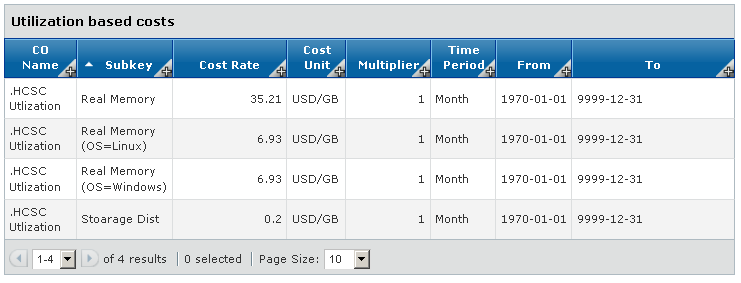 Utilization based costs
CO Name Subkey Cost Rate Cost Unit Multiplier Time Period From To
.HCSC Utlization Real Memory 35.21 USD/GB 1 Month 1970-01-01 9999-12-31
.HCSC Utlization Real Memory (OS=Linux) 6.93 USD/GB 1 Month 1970-01-01 9999-12-31
.HCSC Utlization Real Memory (OS=Windows) 6.93 USD/GB 1 Month 1970-01-01 9999-12-31
.HCSC Utlization Stoarage Dist 0.2 USD/GB 1 Month 1970-01-01 9999-12-31
1-4 of 4 results 0 selected Page Size: 10